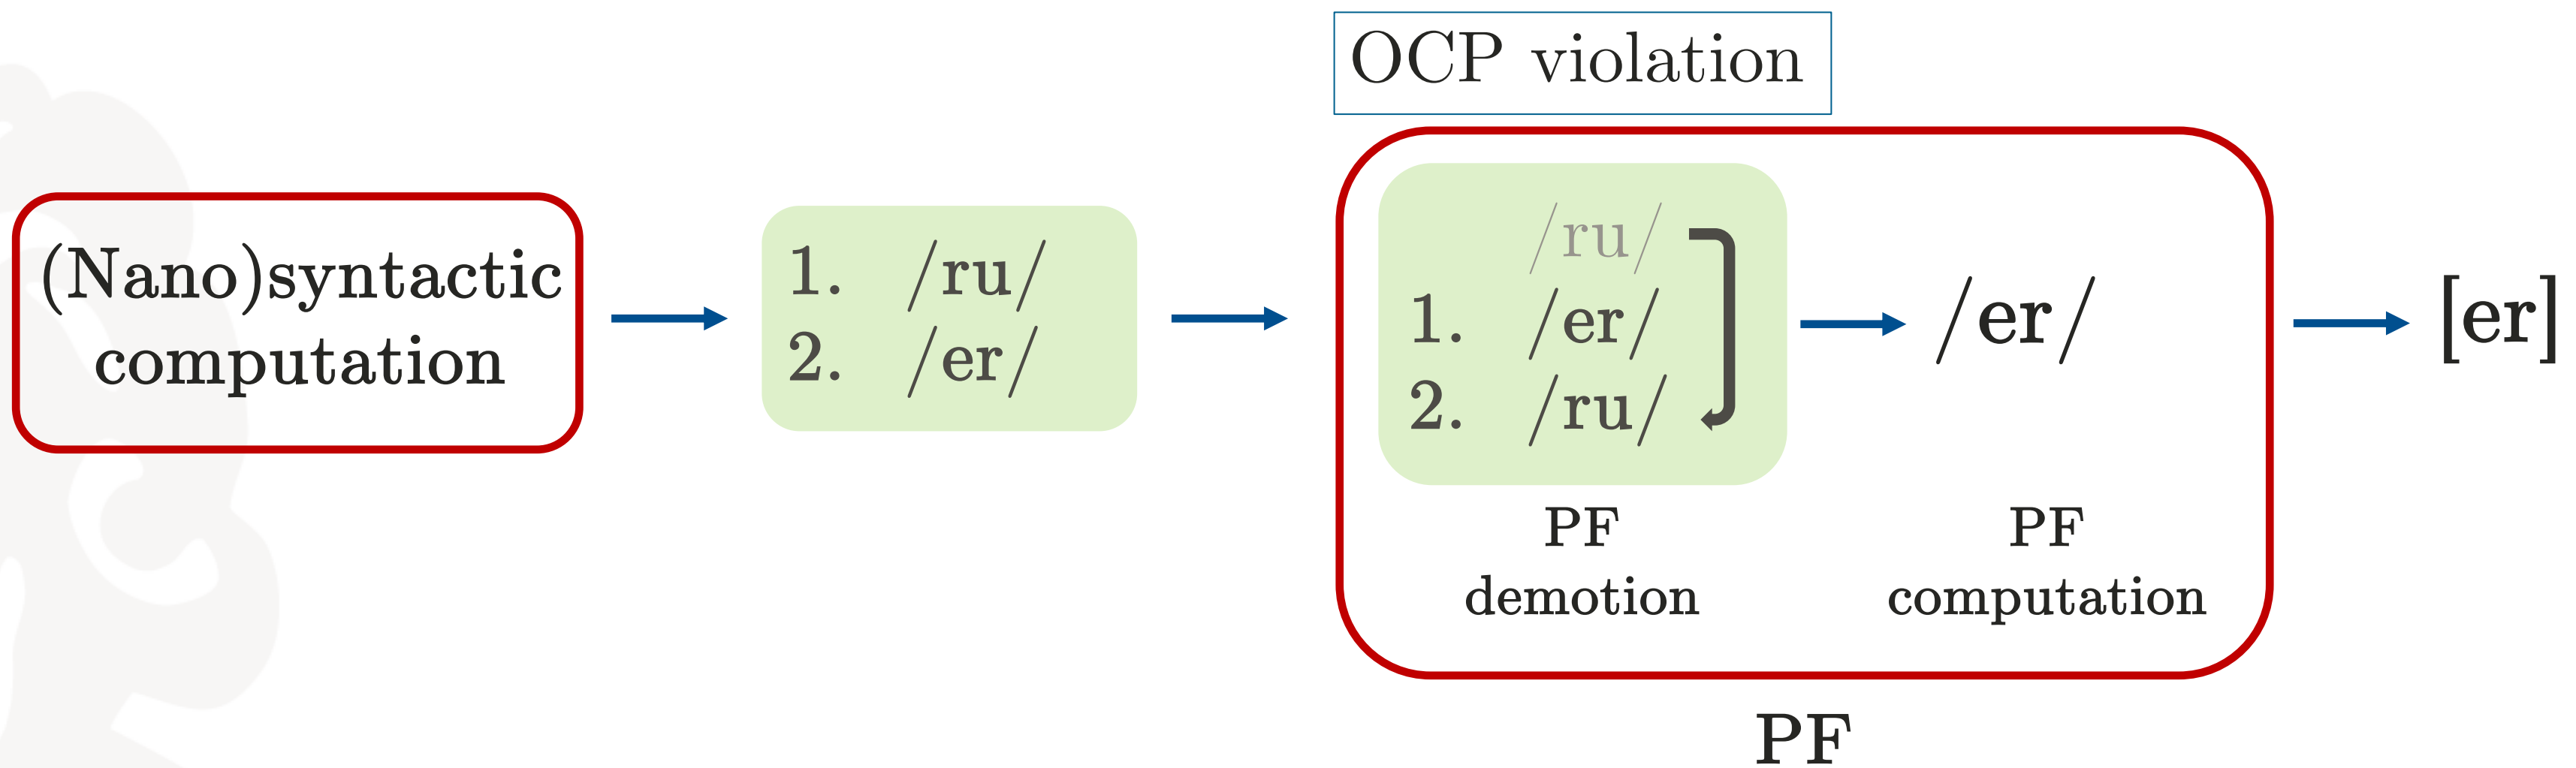 OCP violation
(Nano)syntactic
computation
1. /ru/
2. /er/
/ru/
1. /er/
2. /ru/
PF
demotion
/er/
PF
computation
[er]
PF